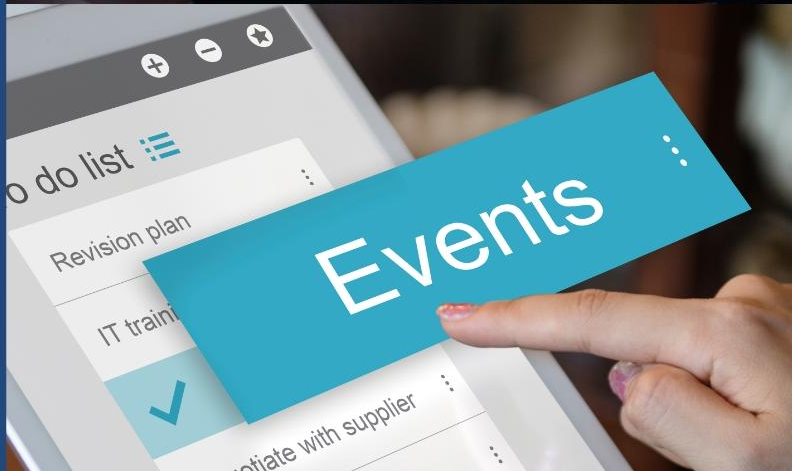 o do list
Revision plan
Events
IT traini
otiate with supplier